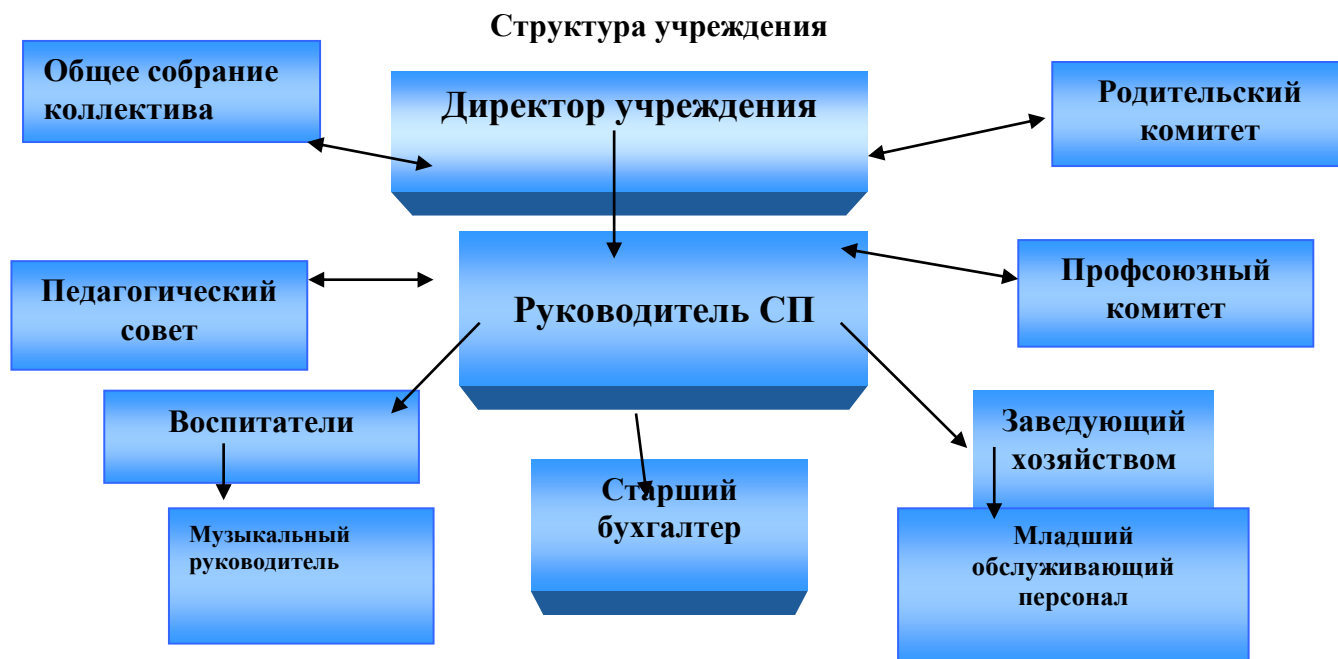 Структура учреждения
Общее собрание
коллектива
Директор учреждения
Родительский
комитет
Педагогический
совет
Руководитель СП
Профсоюзный
комитет
Воспитатели
Старший
бухгалтер
Заведующий
хозяйством
Музыкальный
руководитель
Младший
обслуживающий
персонал